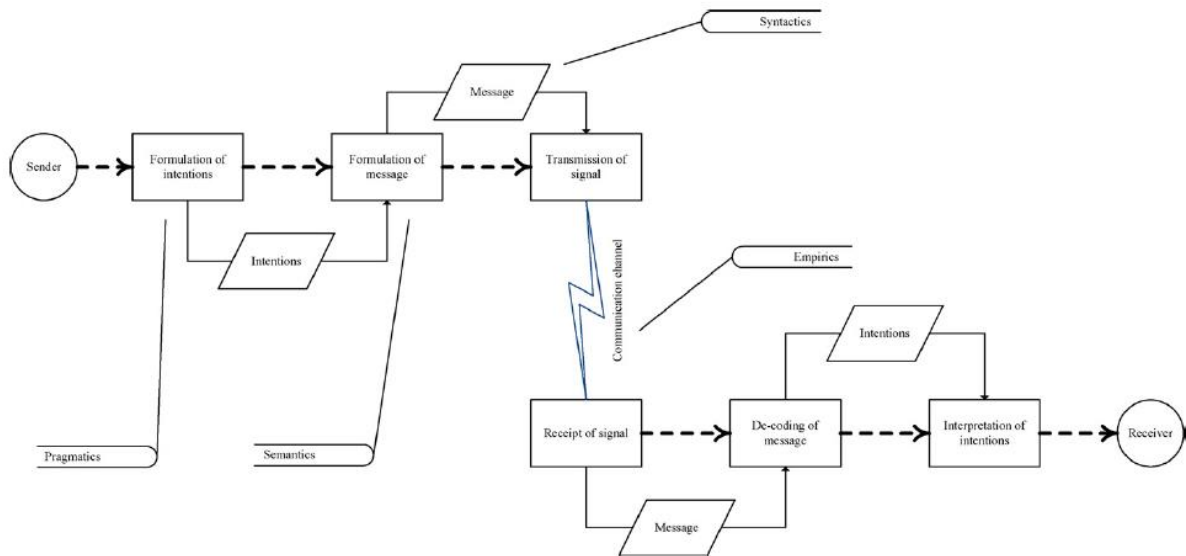 Syntactics
Message
Sender
Formulation of
intentions
Formulation of
message
Transmission of
signal
Intentions
Communication channel
Empirics
Intentions
Receipt of signal
De-coding of
message
Interpretation of
intentions
Receiver
Pragmatics
Semantics
Message